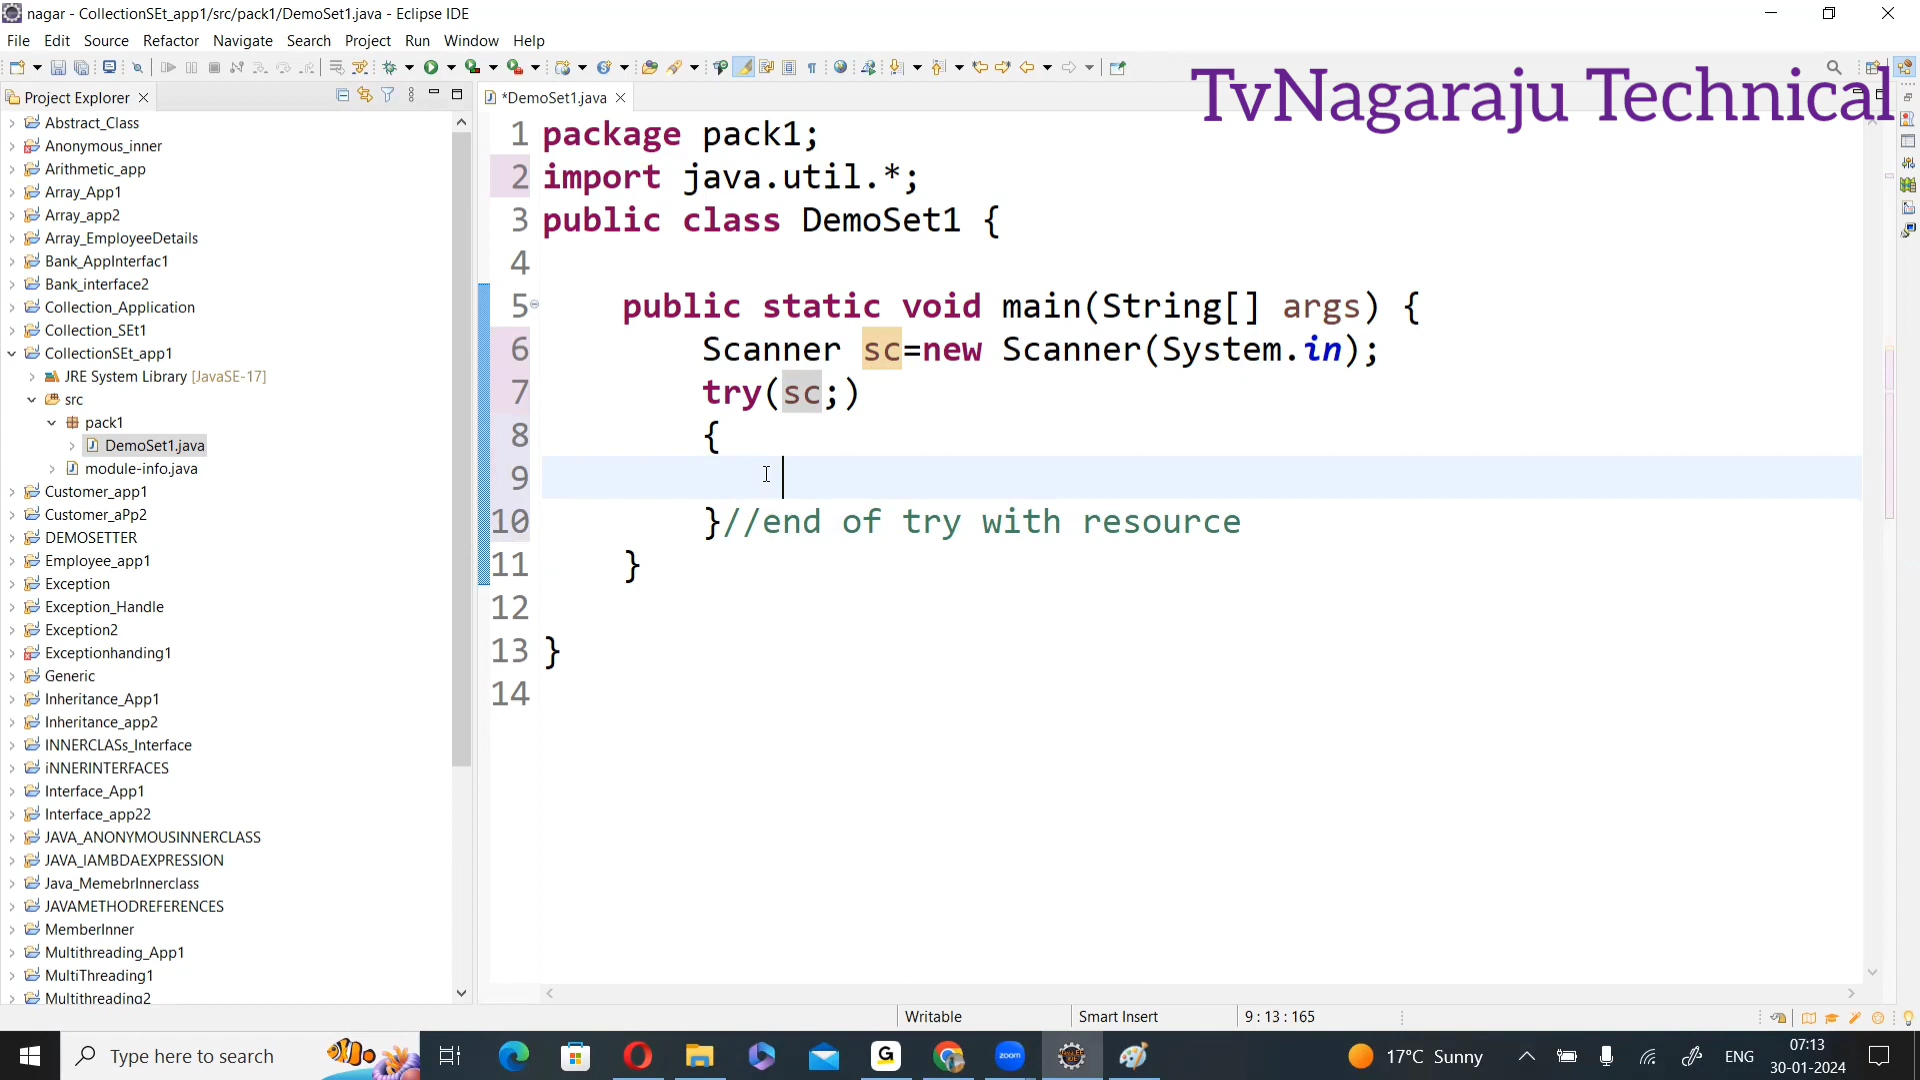 nagar - CollectionSEt_app1/src/pack1/DemoSet1.java - Eclipse IDE
File Edit Source Refactor Navigate Search Project Run Window Help
TvNagaraju Technical
Project Explorer
*DemoSet1.java
Abstract_Class
Anonymous_inner
Arithmetic_app
Array_App1
Array_app2
Array_EmployeeDetails
Bank_AppInterfac1
Bank_interface2
Collection_Application
Collection_SEt1
CollectionSEt_app1
JRE System Library [JavaSE-17]
src
pack1
DemoSet1.java
module-info.java
Customer_app1
Customer_aPp2
DEMOSETTER
Employee_app1
Exception
Exception_Handle
Exception2
Exceptionhanding1
Generic
Inheritance_App1
Inheritance_app2
INNERCLASs_Interface
iNNERINTERFACES
Interface_App1
Interface_app22
JAVA_ANONYMOUSINNERCLASS
JAVA_lAMBDAEXPRESSION
Java_MemebrInnerclass
JAVAMETHODREFERENCES
MemberInner
Multithreading_App1
MultiThreading1
Multithreading2
1 package pack1;
2 import java.util.*;
3 public class DemoSet1 {
4
5 public static void main(String[] args) {
6 Scanner sc=new Scanner(System.in);
7 try(sc;)
8 {
9
10 }//end of try with resource
11 }
12
13 }
14
Writable Smart Insert 9 : 13 : 165
Type here to search
G
zoom
17°C Sunny
ENG
07:13
30-01-2024